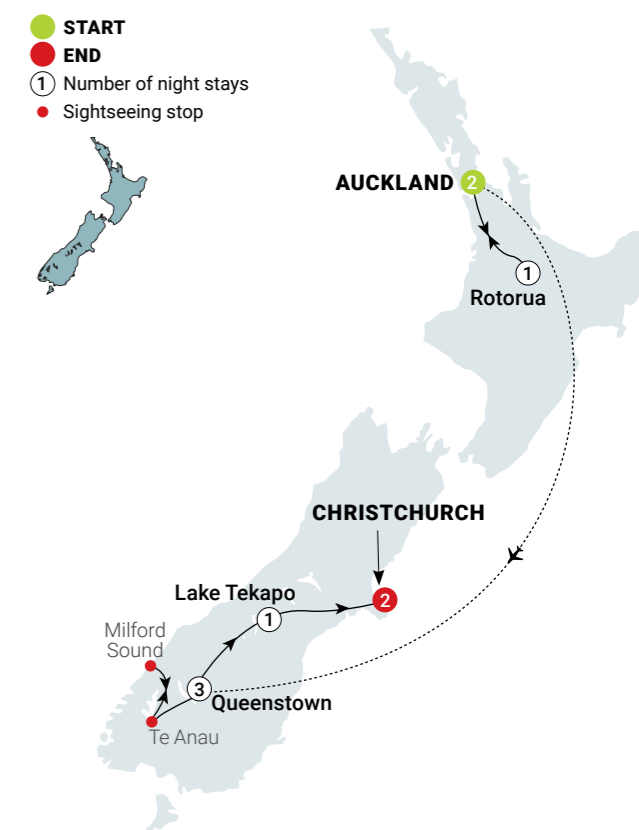 START
END
1 Number of night stays
Sightseeing stop
AUCKLAND 2
1
Rotorua
CHRISTCHURCH
Lake Tekapo
2
1
Milford
Sound
3
Queenstown
Te Anau